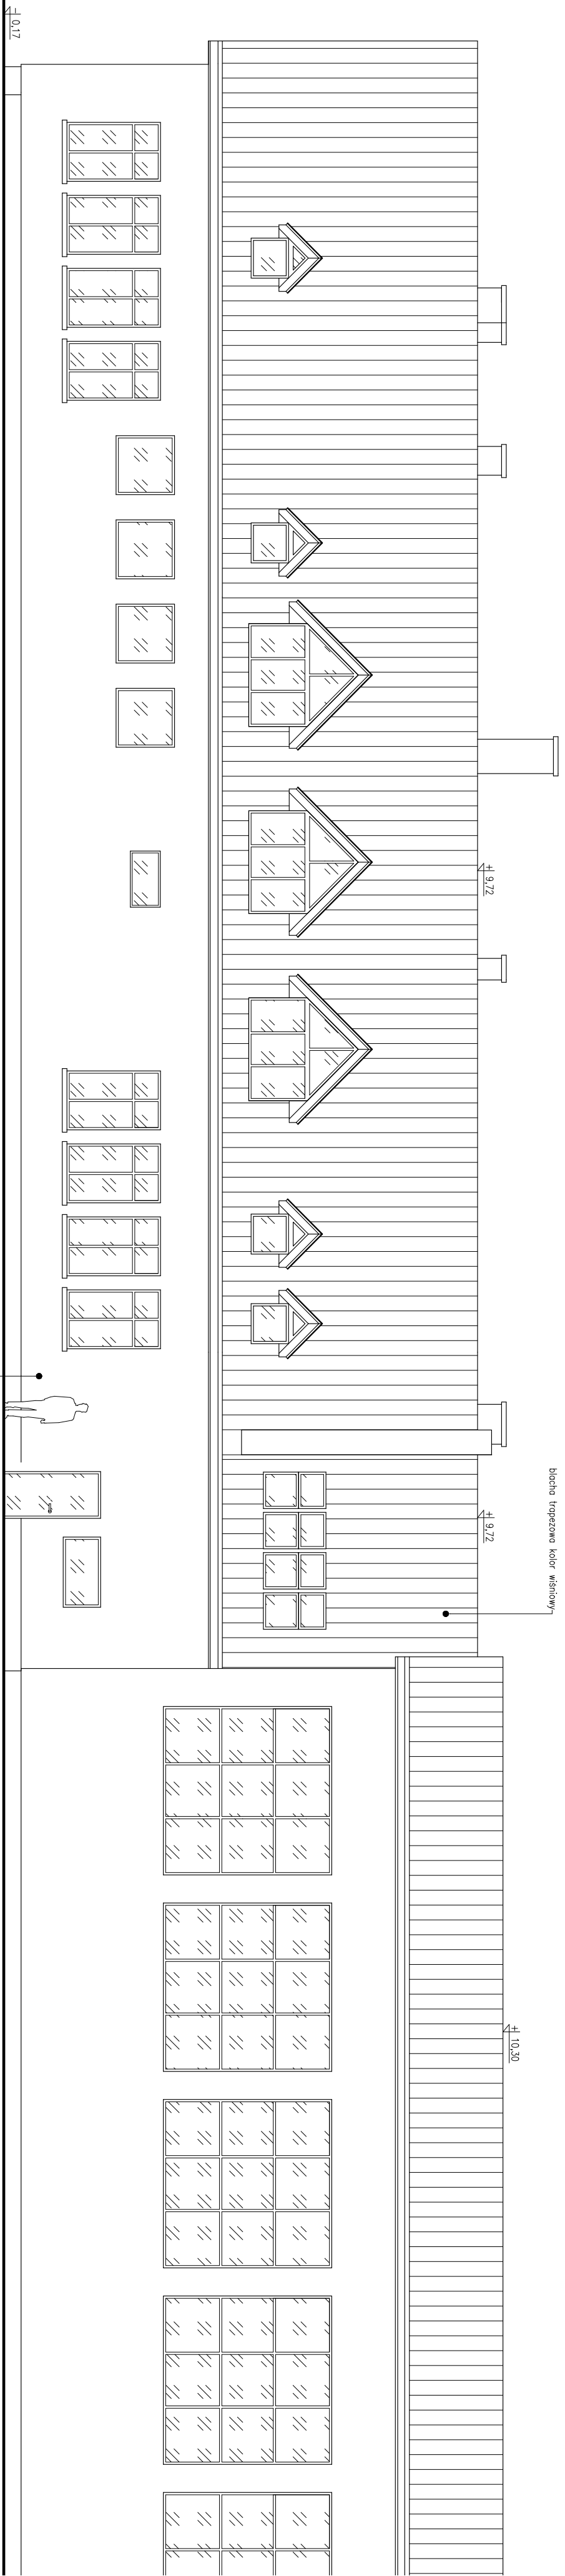 - 0,17
+ 9,72
+ 9,72
blacha trapezowa kolor wiśniowy
+ 10,30